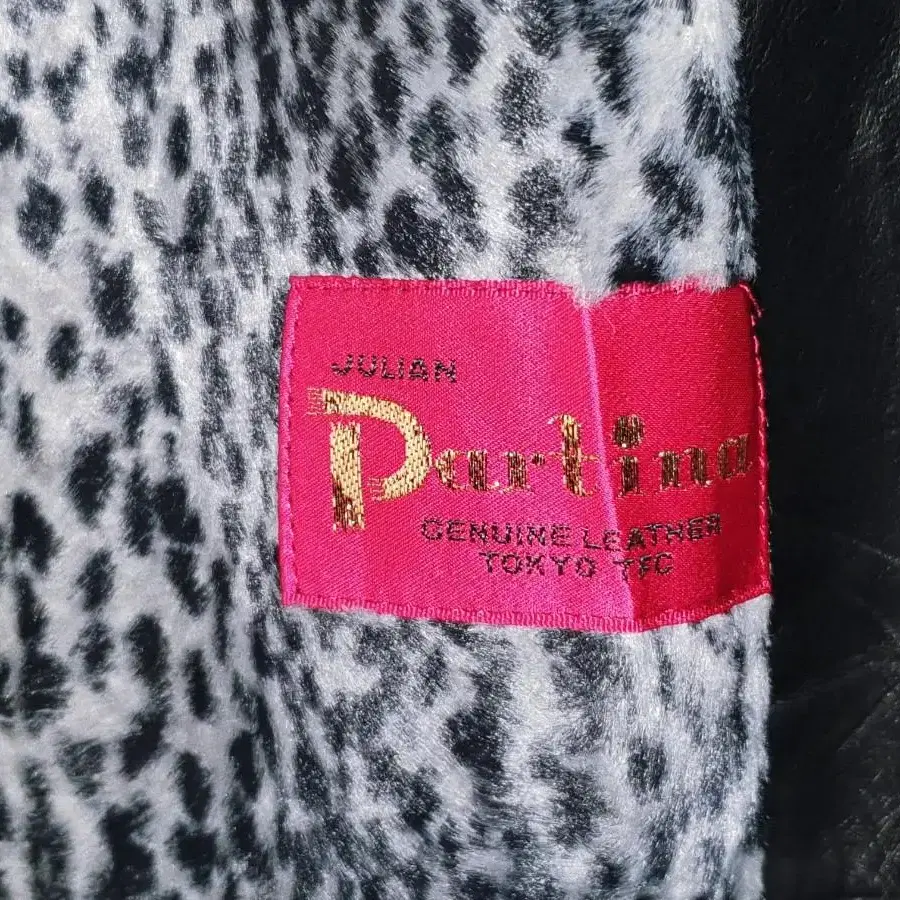 JULIAN
Partina
GENUINE LEATHER
TOKYO TFC